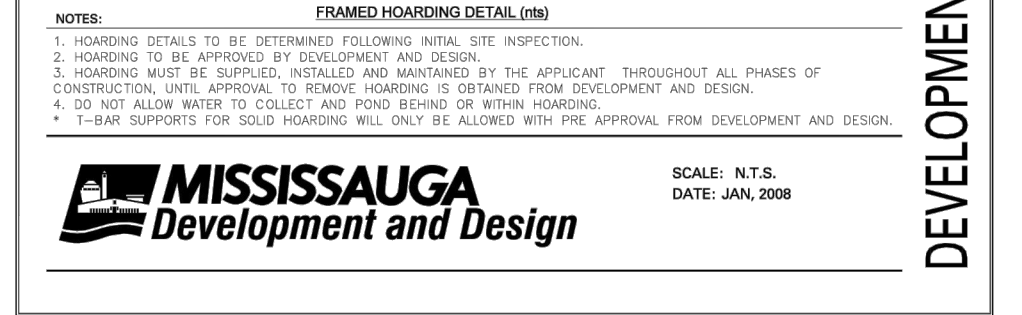 FRAMED HOARDING DETAIL (nts)
NOTES:
1. HOARDING DETAILS TO BE DETERMINED FOLLOWING INITIAL SITE INSPECTION.
2. HOARDING TO BE APPROVED BY DEVELOPMENT AND DESIGN.
3. HOARDING MUST BE SUPPLIED, INSTALLED AND MAINTAINED BY THE APPLICANT THROUGHOUT ALL PHASES OF
CONSTRUCTION, UNTIL APPROVAL TO REMOVE HOARDING IS OBTAINED FROM DEVELOPMENT AND DESIGN.
4. DO NOT ALLOW WATER TO COLLECT AND POND BEHIND OR WITHIN HOARDING.
* T-BAR SUPPORTS FOR SOLID HOARDING WILL ONLY BE ALLOWED WITH PRE APPROVAL FROM DEVELOPMENT AND DESIGN.
MISSISSAUGA
Development and Design
SCALE: N.T.S.
DATE: JAN, 2008
DEVELOPMEN